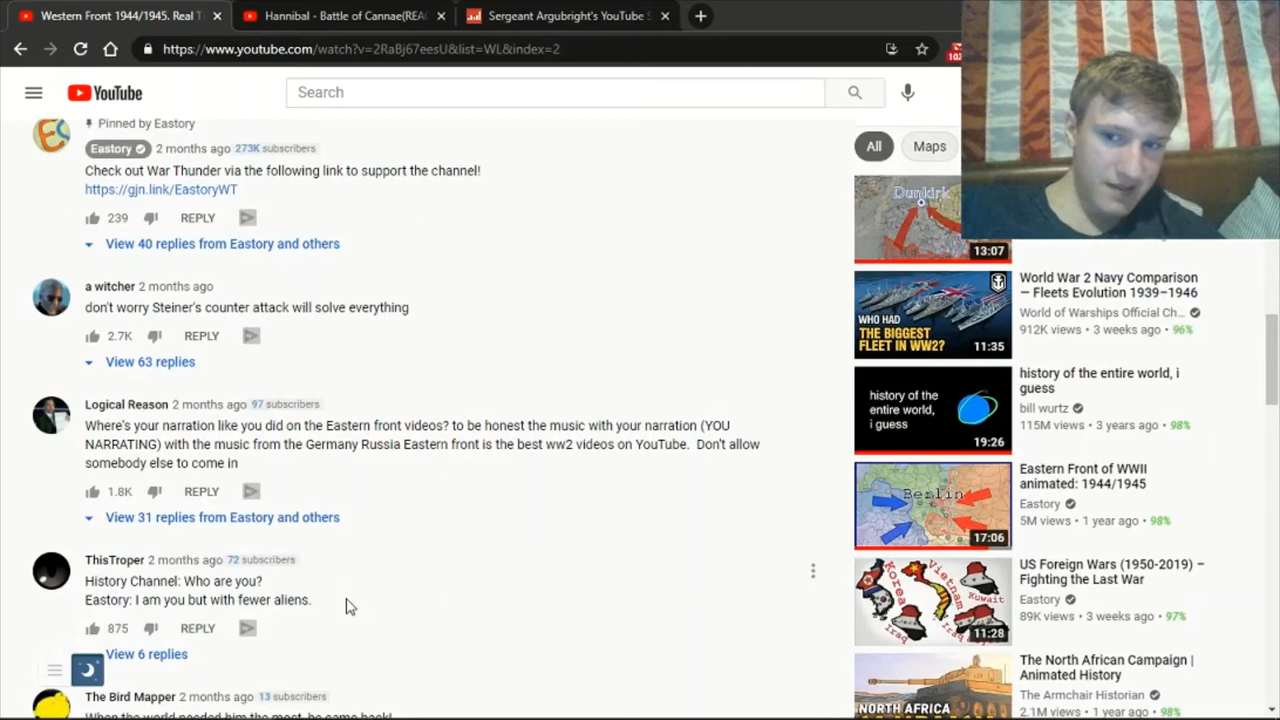 Western Front 1944/1945. Real T
Hannibal - Battle of Cannae(REA
Sergeant Argubright's YouTube S
https://www.youtube.com/watch?v=2RaBj67eesU&list=WL&index=2
YouTube
Search
Pinned by Eastory
Eastory 2 months ago 273K subscribers
Check out War Thunder via the following link to support the channel!
https://gjn.link/EastoryWT
239 REPLY
View 40 replies from Eastory and others
a witcher 2 months ago
don't worry Steiner's counter attack will solve everything
2.7K REPLY
View 63 replies
Logical Reason 2 months ago 97 subscribers
Where's your narration like you did on the Eastern front videos? to be honest the music with your narration (YOU
NARRATING) with the music from the Germany Russia Eastern front is the best ww2 videos on YouTube. Don't allow
somebody else to come in
1.8K REPLY
View 31 replies from Eastory and others
ThisTroper 2 months ago 72 subscribers
History Channel: Who are you?
Eastory: I am you but with fewer aliens.
875 REPLY
View 6 replies
The Bird Mapper 2 months ago 13 subscribers
When the world needed him the most, he came back!
All Maps
Dunkirk
13:07
WHO HAD
THE BIGGEST
FLEET IN WW2?
11:35
World War 2 Navy Comparison
– Fleets Evolution 1939–1946
World of Warships Official Ch...
912K views • 3 weeks ago • 96%
history of the
entire world,
i guess
19:26
history of the entire world, i
guess
bill wurtz
115M views • 3 years ago • 98%
Berlin
17:06
Eastern Front of WWII
animated: 1944/1945
Eastory
5M views • 1 year ago • 98%
Korea
Vietnam
Kuwait
Iraq
Iraq
11:28
US Foreign Wars (1950-2019) –
Fighting the Last War
Eastory
89K views • 3 weeks ago • 97%
NORTH AFRICA
The North African Campaign |
Animated History
The Armchair Historian
2.1M views • 1 year ago • 98%